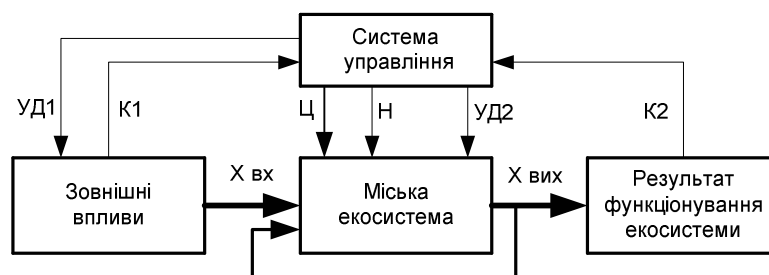 Система
управління
УД1
К1
Ц
Н
УД2
К2
Зовнішні
впливи
Х вх
Міська
екосистема
Х вих
Результат
функціонування
екосистеми